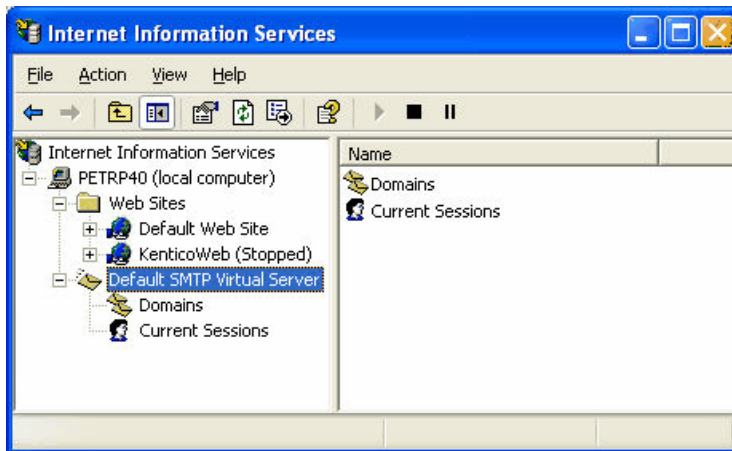 Internet Information Services
File Action View Help
Internet Information Services
PETRP40 (local computer)
Web Sites
Default Web Site
KenticoWeb (Stopped)
Default SMTP Virtual Server
Domains
Current Sessions
Name
Domains
Current Sessions